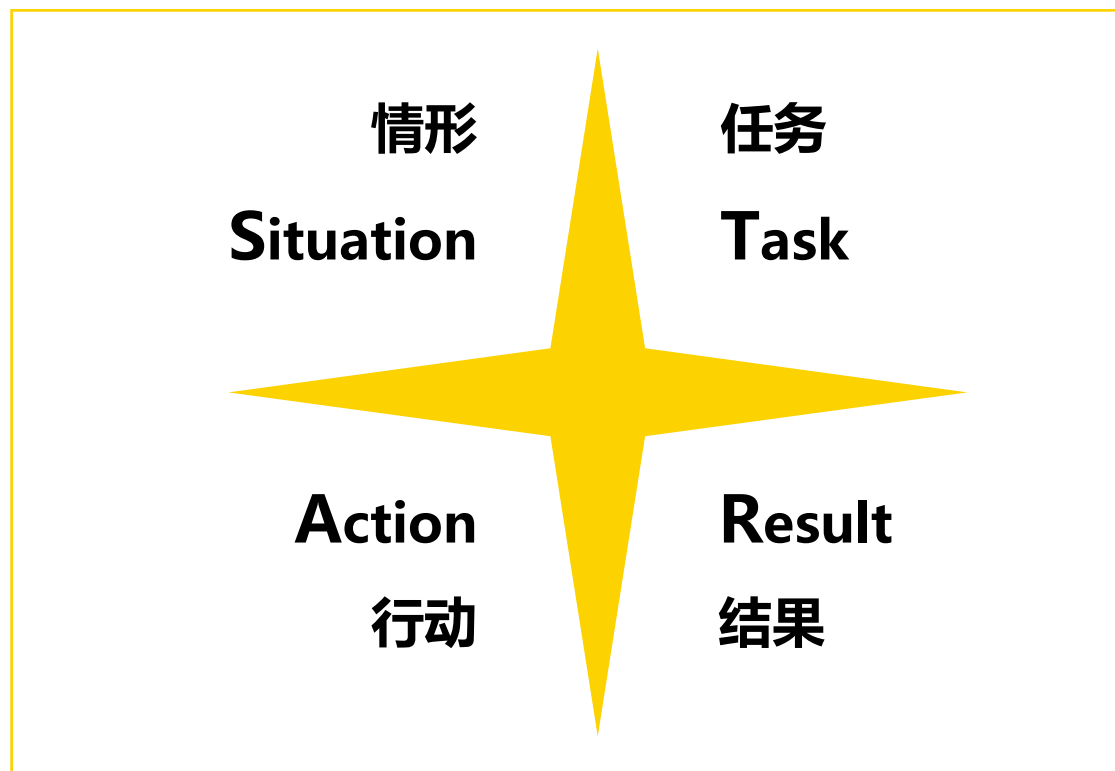 情形
任务
Situation
Task
Action
Result
行动
结果